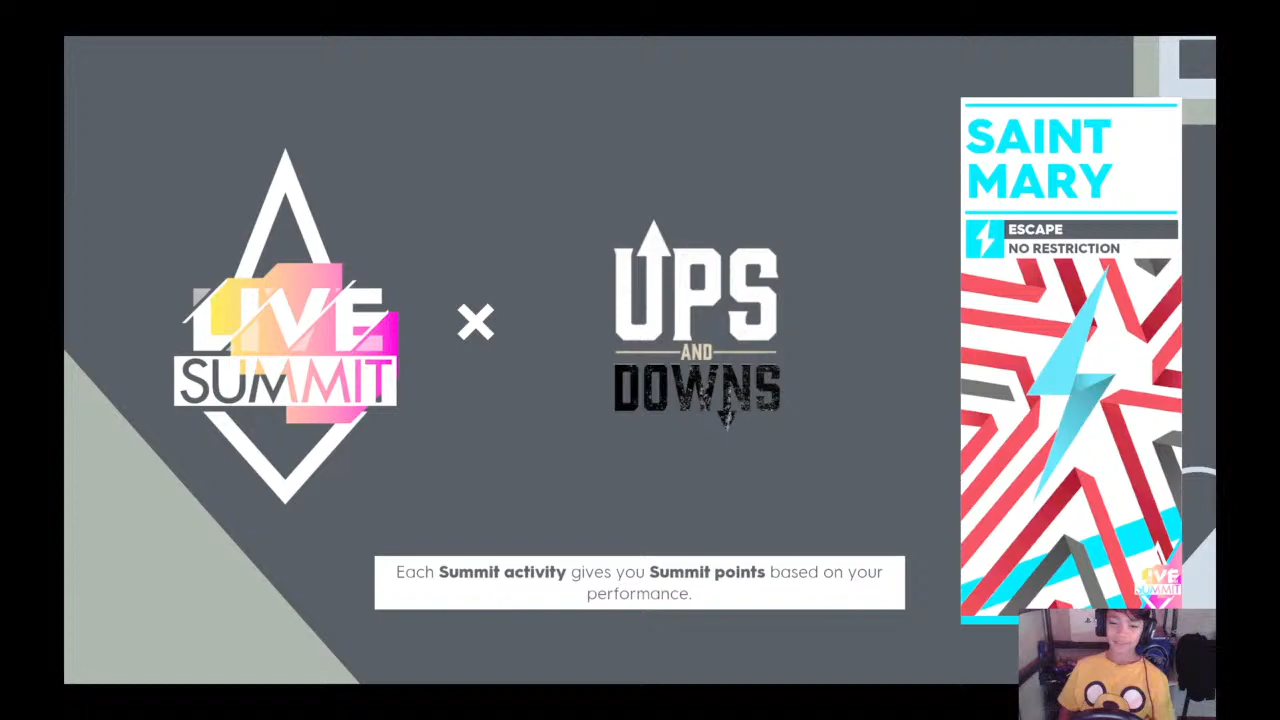 SAINT
MARY
ESCAPE
NO RESTRICTION
LIVE
SUMMIT
×
UPS
AND
DOWNS
Each Summit activity gives you Summit points based on your
performance.
LIVE
SUMMIT